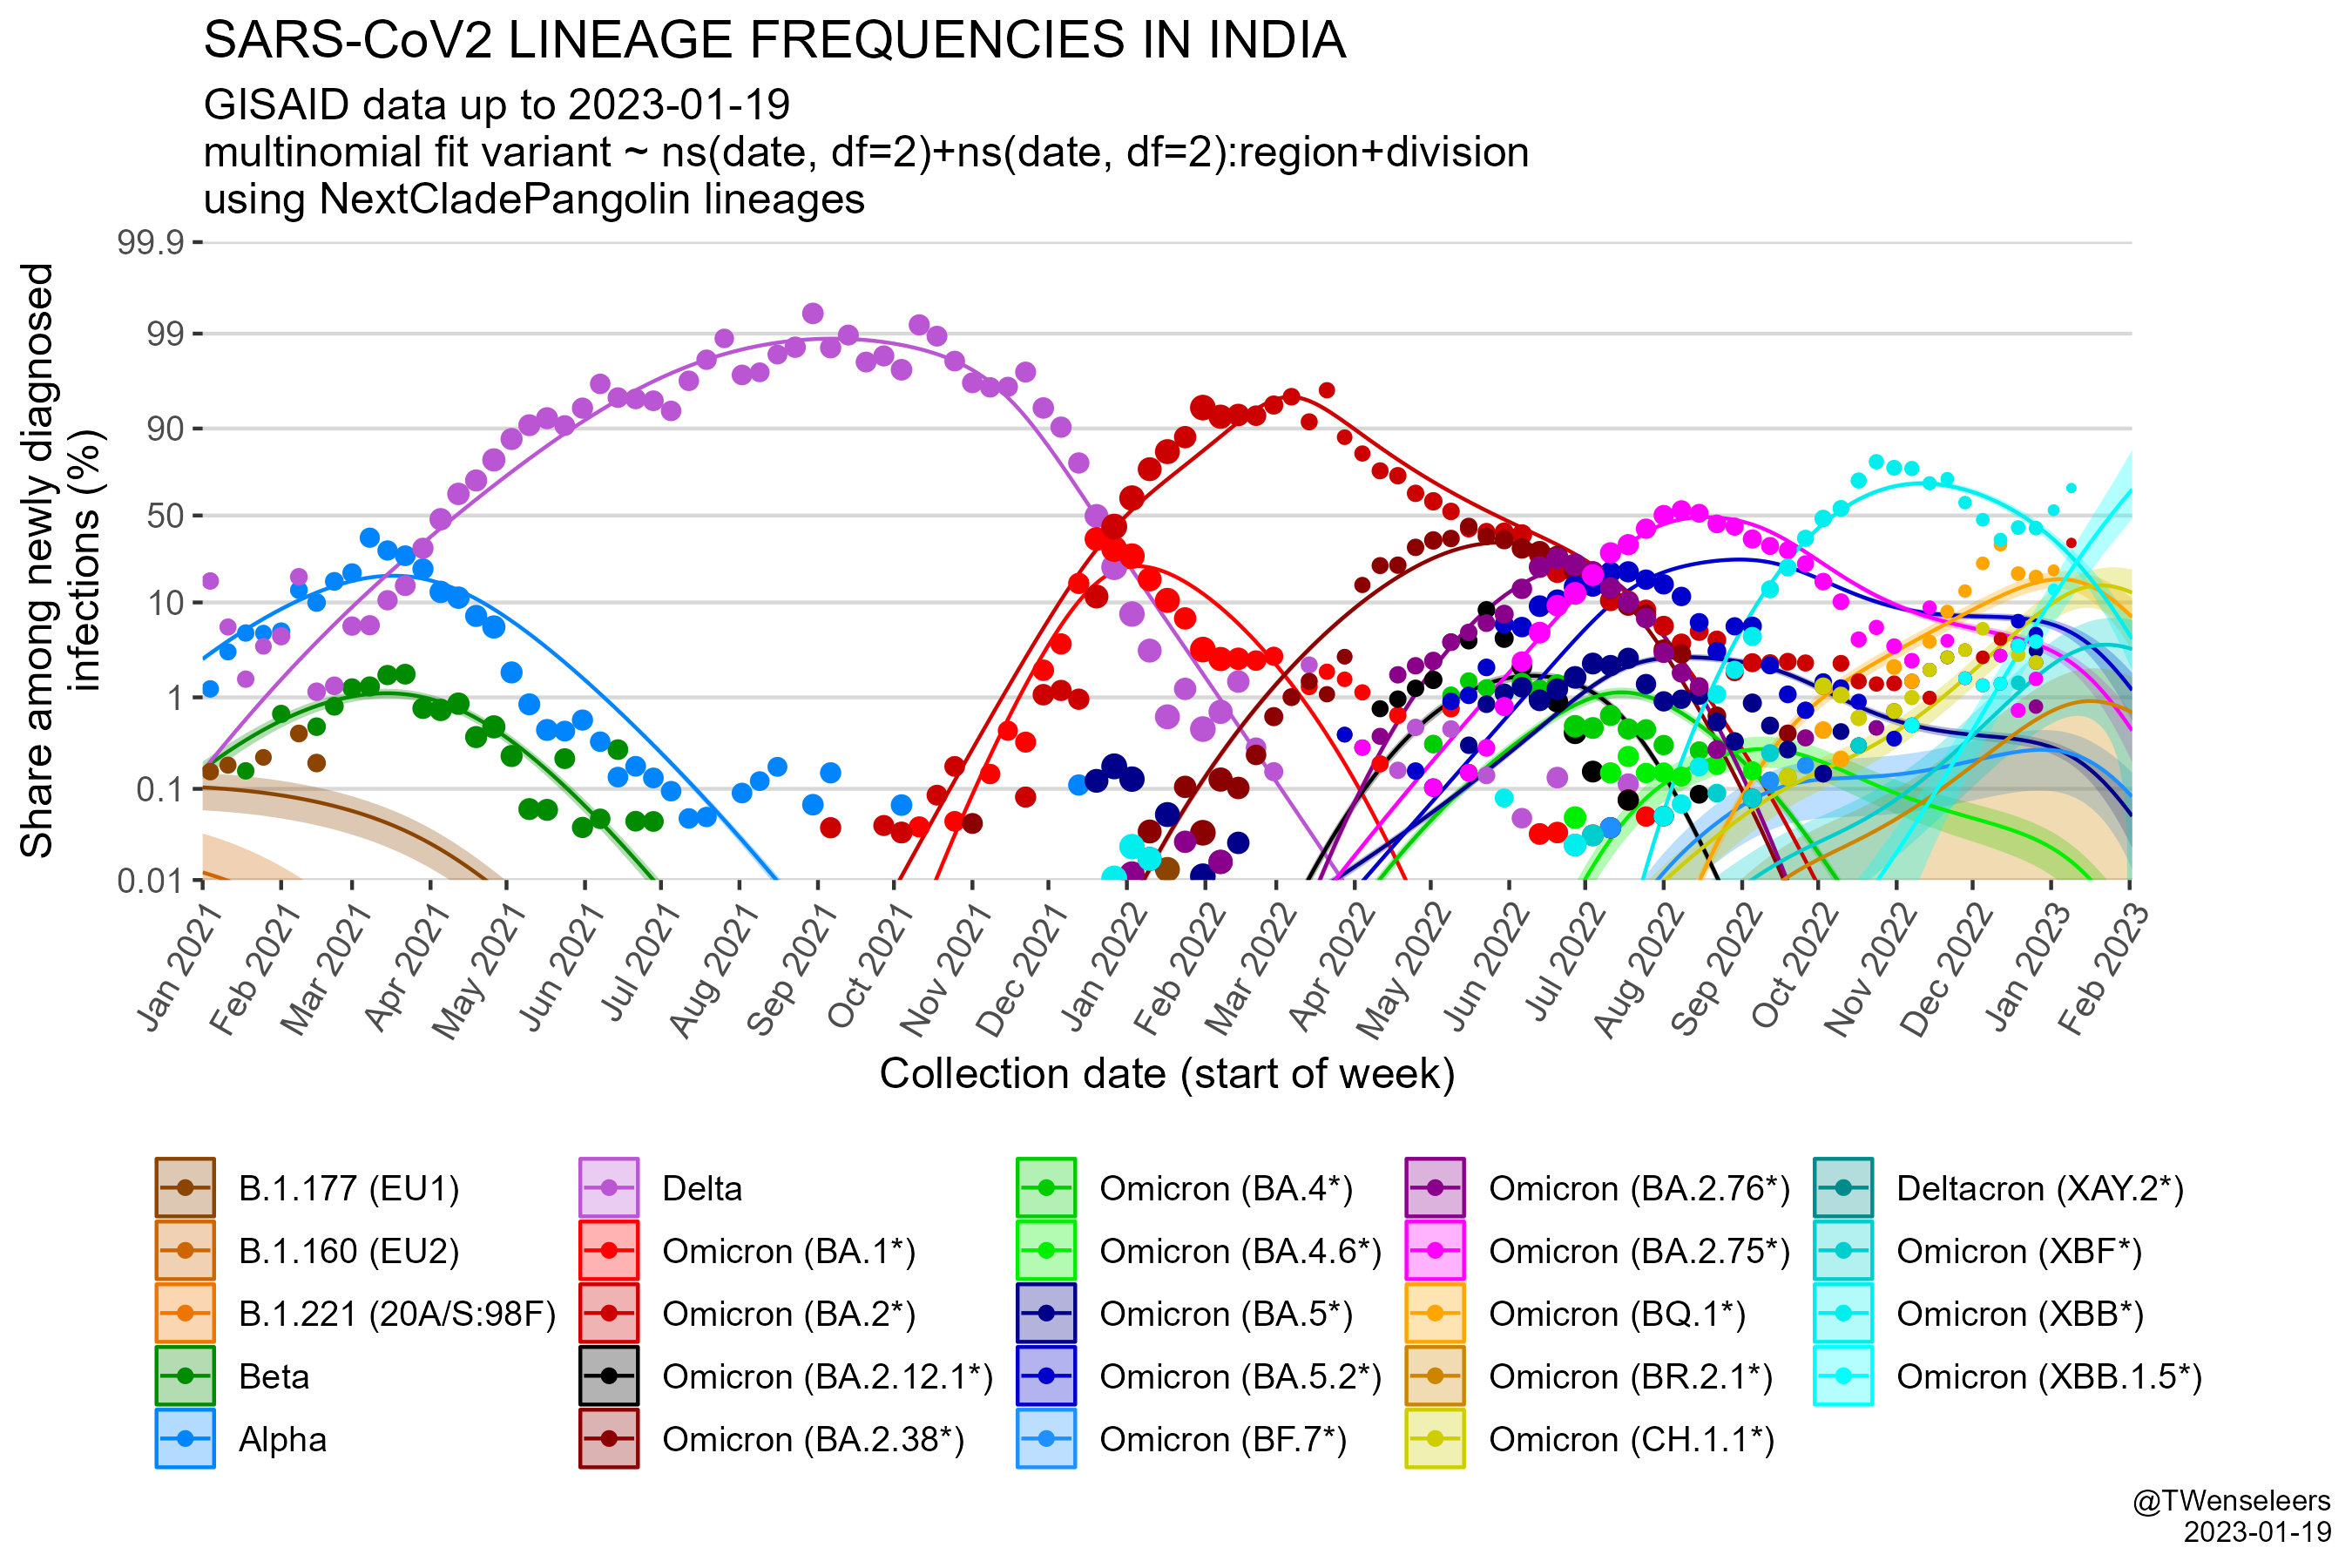 SARS-CoV2 LINEAGE FREQUENCIES IN INDIA
GISAID data up to 2023-01-19
multinomial fit variant ~ ns(date, df=2)+ns(date, df=2):region+division
using NextCladePangolin lineages
Share among newly diagnosed
infections (%)
99.9
99
90
50
10
1
0.1
0.01
Jan 2021
Feb 2021
Mar 2021
Apr 2021
May 2021
Jun 2021
Jul 2021
Aug 2021
Sep 2021
Oct 2021
Nov 2021
Dec 2021
Jan 2022
Feb 2022
Mar 2022
Apr 2022
May 2022
Jun 2022
Jul 2022
Aug 2022
Sep 2022
Oct 2022
Nov 2022
Dec 2022
Jan 2023
Feb 2023
Collection date (start of week)
B.1.177 (EU1)
B.1.160 (EU2)
B.1.221 (20A/S:98F)
Beta
Alpha
Delta
Omicron (BA.1*)
Omicron (BA.2*)
Omicron (BA.2.12.1*)
Omicron (BA.2.38*)
Omicron (BA.4*)
Omicron (BA.4.6*)
Omicron (BA.5*)
Omicron (BA.5.2*)
Omicron (BF.7*)
Omicron (BA.2.76*)
Omicron (BA.2.75*)
Omicron (BQ.1*)
Omicron (BR.2.1*)
Omicron (CH.1.1*)
Deltacron (XAY.2*)
Omicron (XBF*)
Omicron (XBB*)
Omicron (XBB.1.5*)
@TWenseleers
2023-01-19